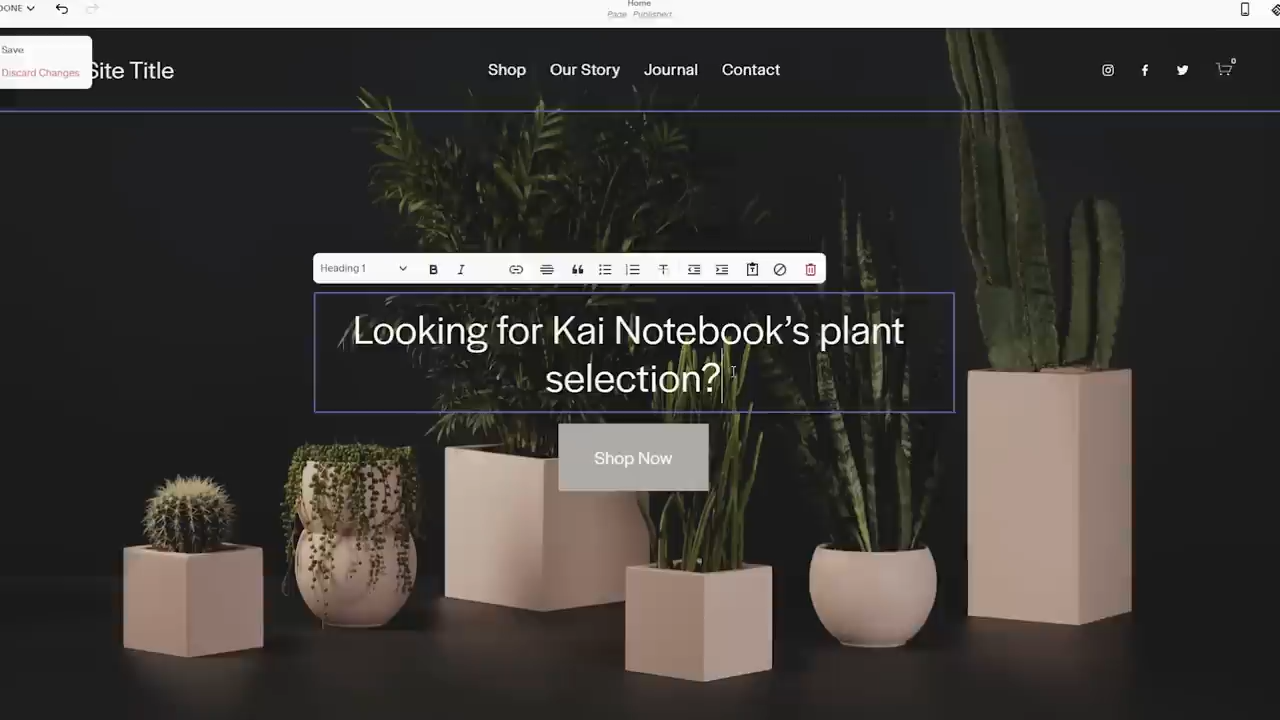 DONE
Home
Page · Published
Save
Discard Changes
Site Title
Shop
Our Story
Journal
Contact
0
Heading 1
B
I
Looking for Kai Notebook’s plant
selection?
Shop Now